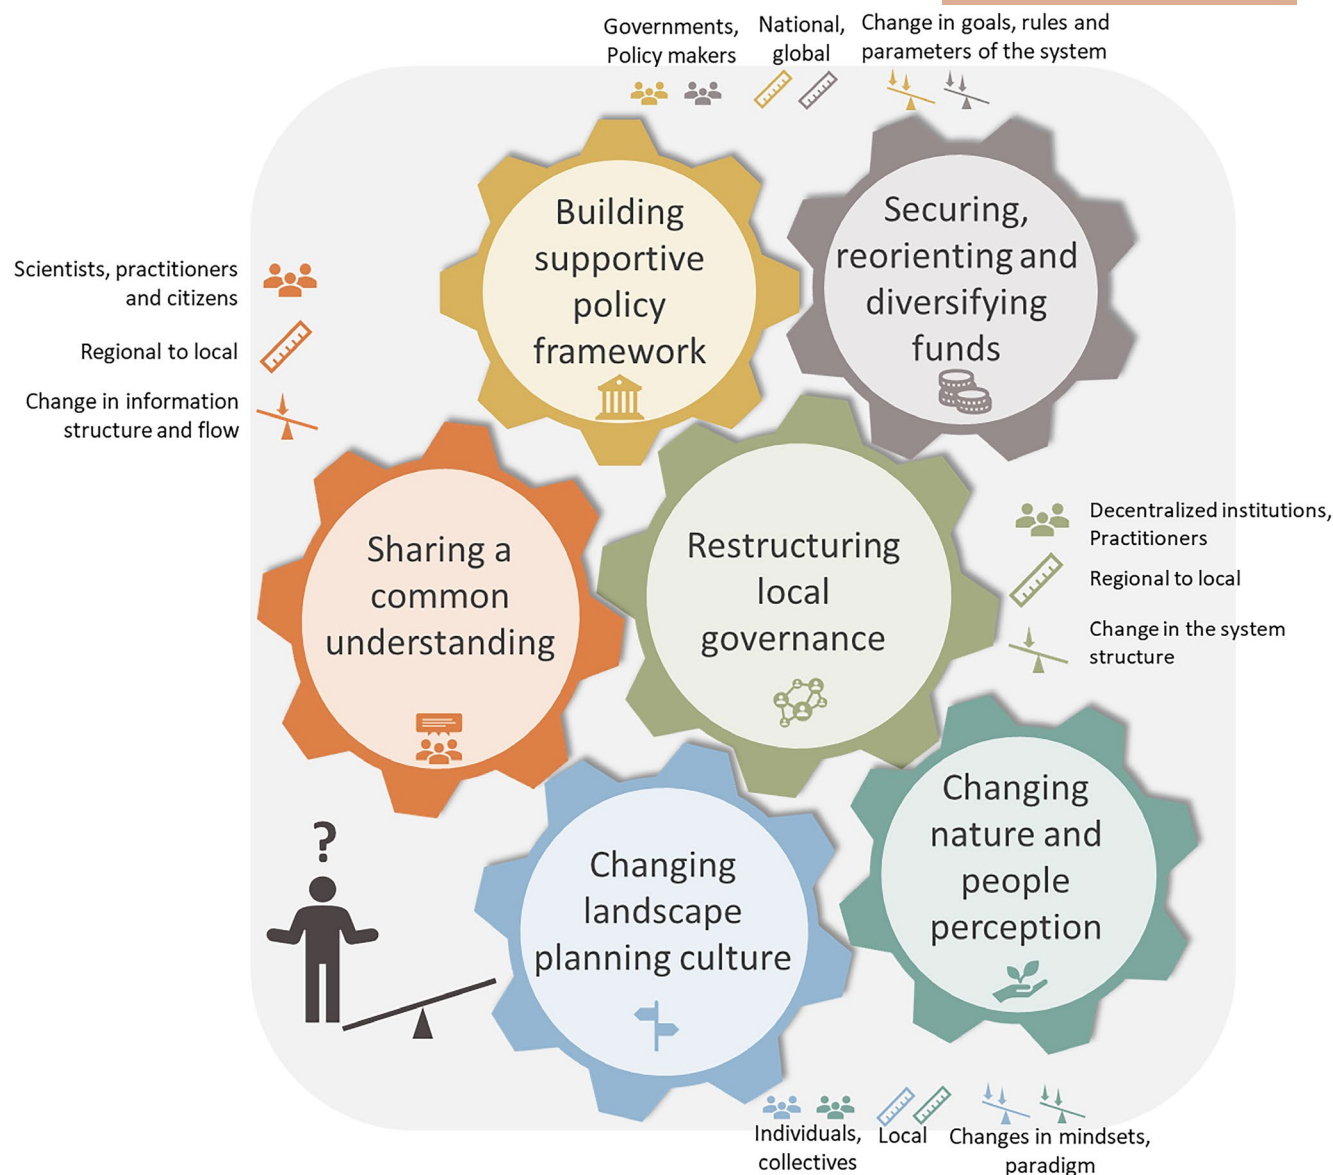 Governments,
Policy makers
National,
global
Change in goals, rules and
parameters of the system
Building
supportive
policy
framework
Securing,
reorienting and
diversifying
funds
Scientists, practitioners
and citizens
Regional to local
Change in information
structure and flow
Sharing a
common
understanding
Restructuring
local
governance
Decentralized institutions,
Practitioners
Regional to local
Change in the system
structure
Changing
nature and
people
perception
?
Changing
landscape
planning culture
Individuals,
collectives
Local
Changes in mindsets,
paradigm